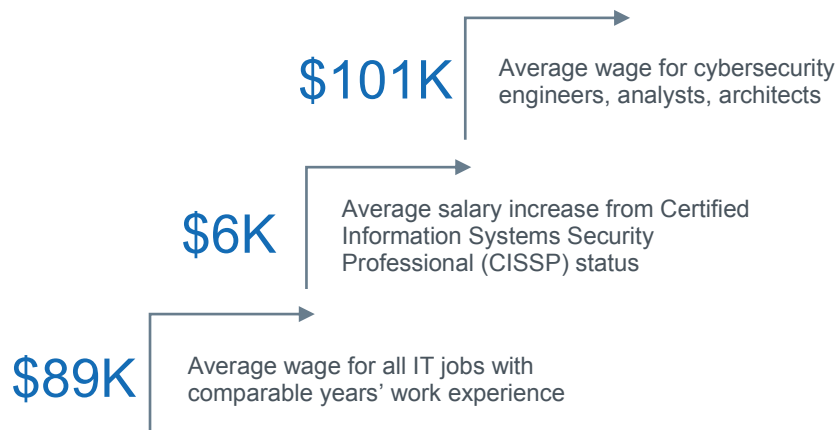 $101K
Average wage for cybersecurity
engineers, analysts, architects
$6K
Average salary increase from Certified
Information Systems Security
Professional (CISSP) status
$89K
Average wage for all IT jobs with
comparable years’ work experience